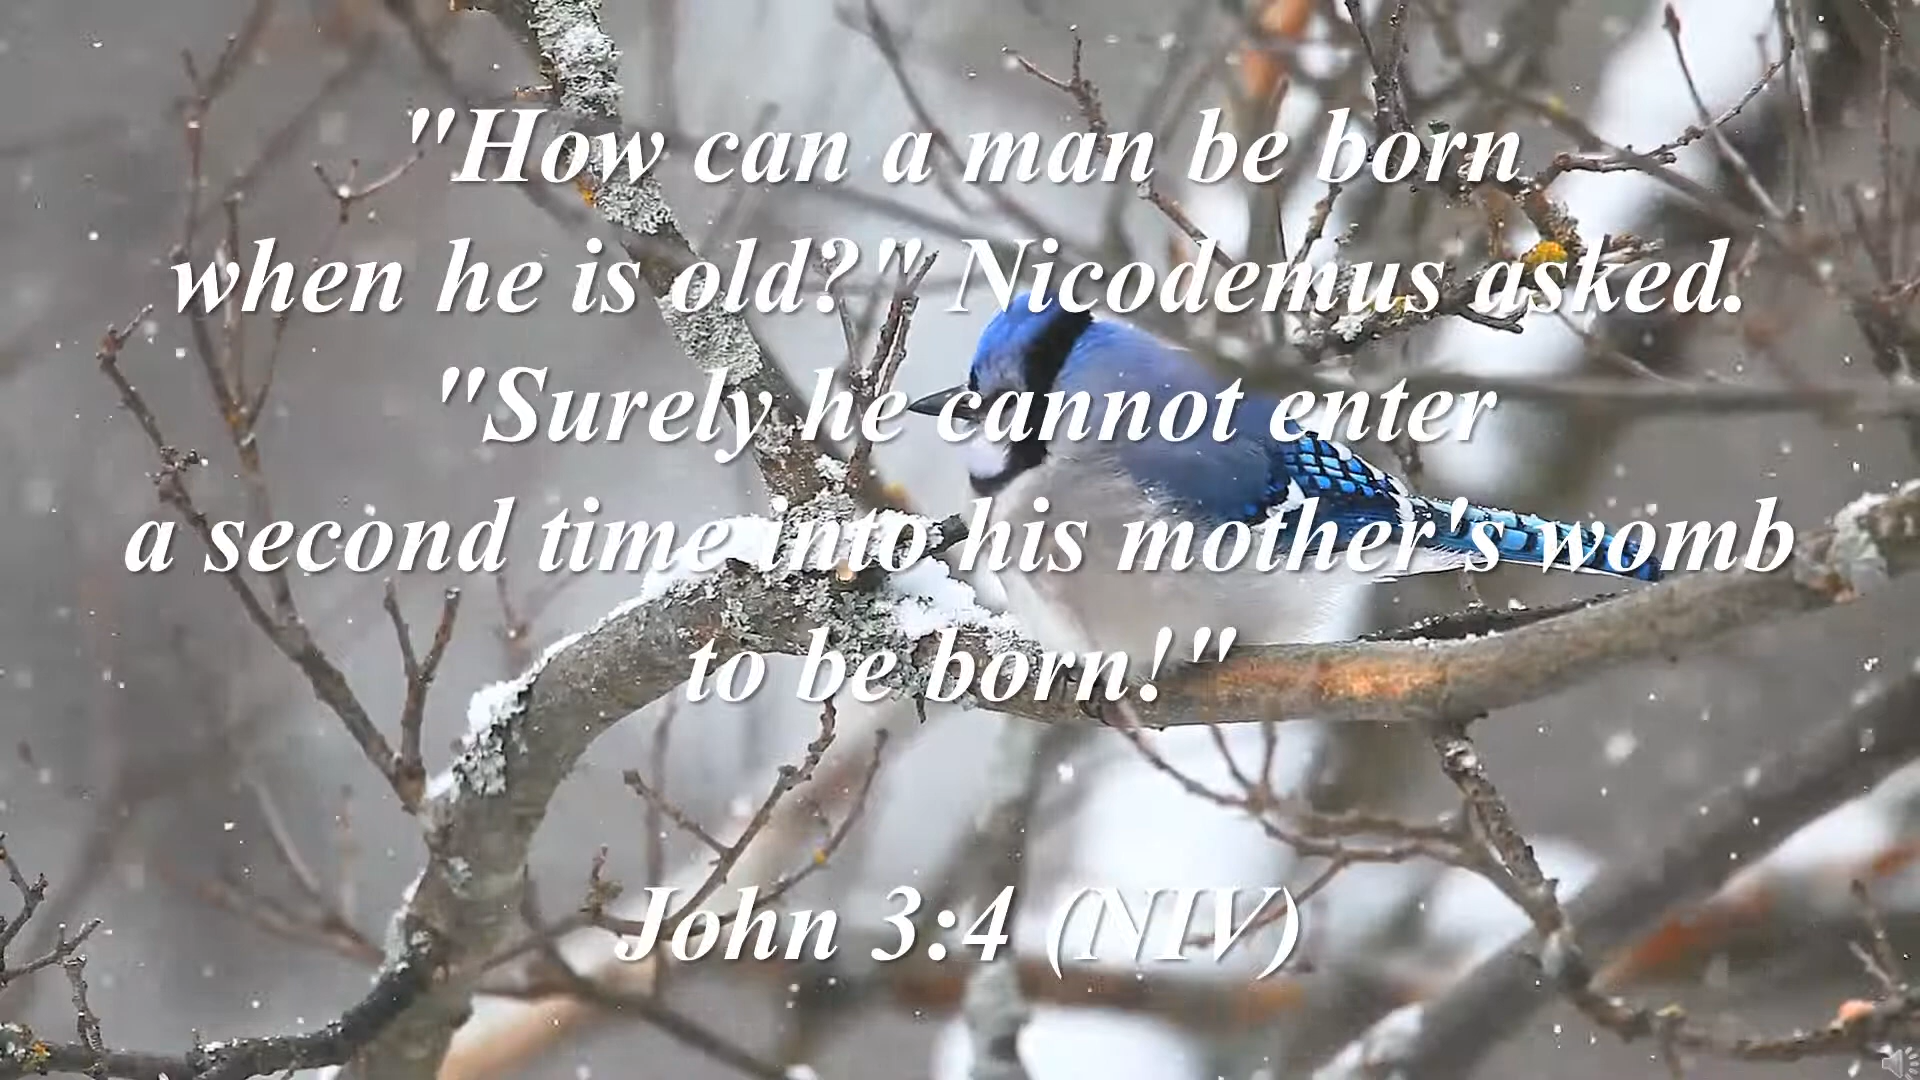 "How can a man be born
when he is old?" Nicodemus asked.
"Surely he cannot enter
a second time into his mother's womb
to be born!"
John 3:4 (NIV)